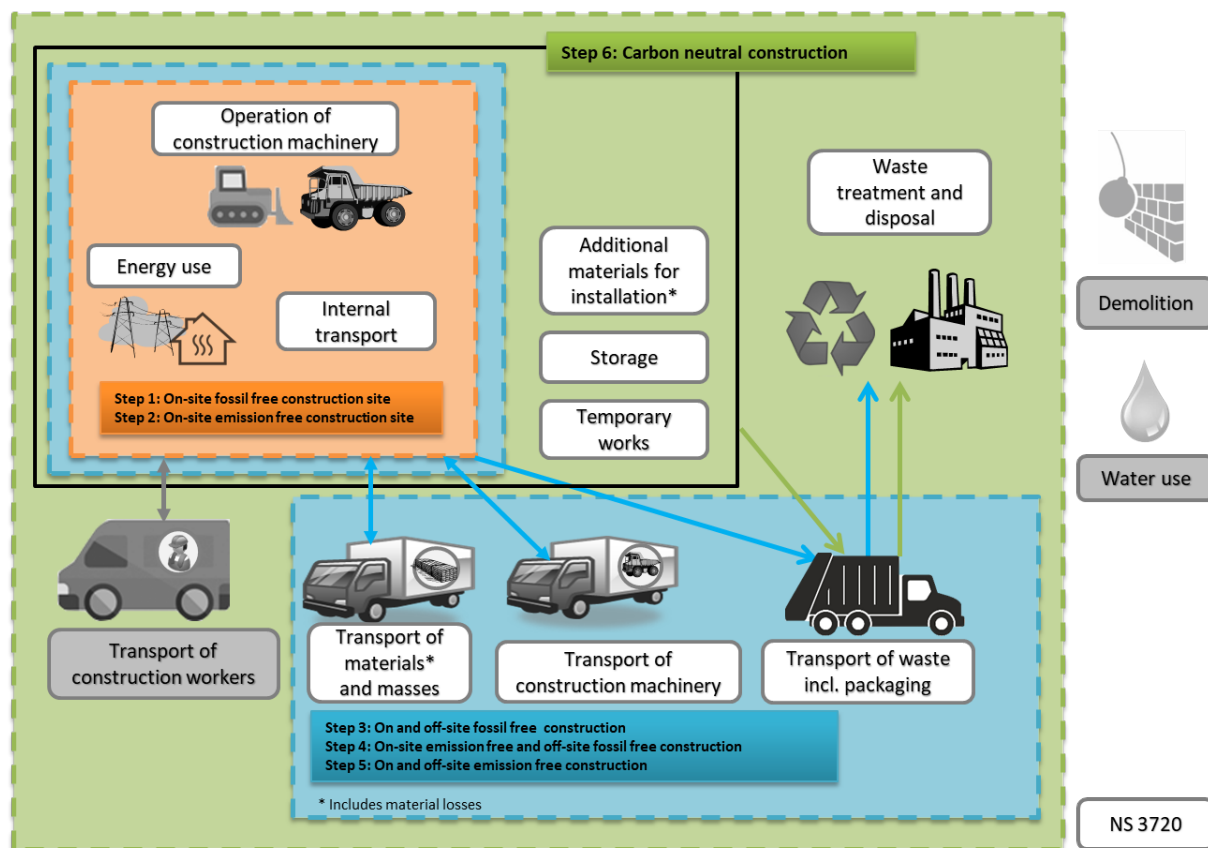 Step 6: Carbon neutral construction
Operation of
construction machinery
Energy use
Internal
transport
Step 1: On-site fossil free construction site
Step 2: On-site emission free construction site
Additional
materials for
installation*
Storage
Temporary
works
Waste
treatment and
disposal
Demolition
Water use
Transport of
construction workers
Transport of
materials*
and masses
Transport of
construction machinery
Transport of waste
incl. packaging
Step 3: On and off-site fossil free construction
Step 4: On-site emission free and off-site fossil free construction
Step 5: On and off-site emission free construction
* Includes material losses
NS 3720